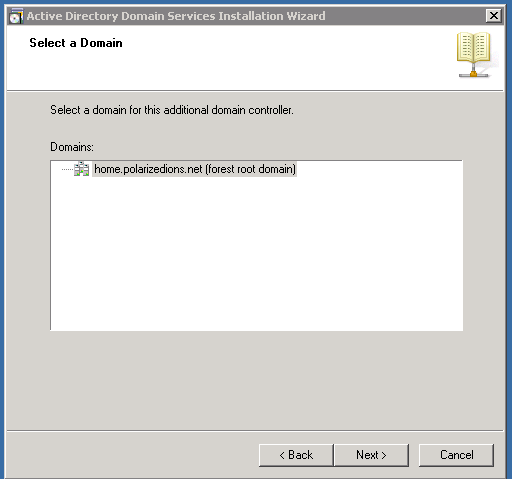 Active Directory Domain Services Installation Wizard
Select a Domain
Select a domain for this additional domain controller.
Domains:
home.polarizedions.net (forest root domain)
< Back
Next >
Cancel